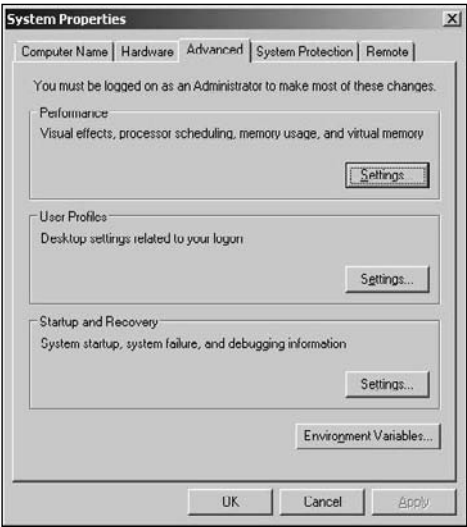 System Properties
Computer Name Hardware Advanced System Protection Remote
You must be logged on as an Administrator to make most of these changes.
Performance
Visual effects, processor scheduling, memory usage, and virtual memory
Settings...
User Profiles
Desktop settings related to your logon
Settings...
Startup and Recovery
System startup, system failure, and debugging information
Settings...
Environment Variables...
OK Cancel Apply